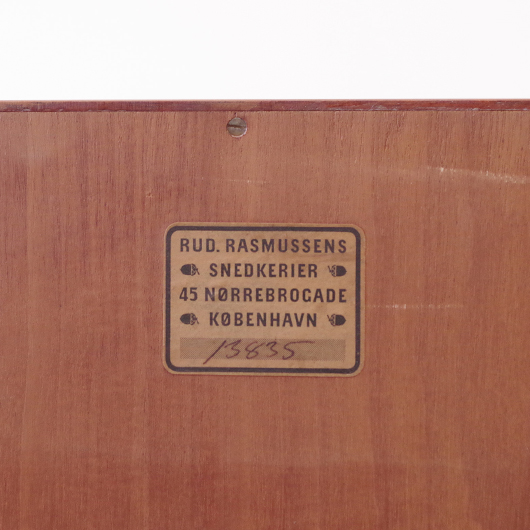 RUD. RASMUSSENS
SNEDKERIER
45 NØRREBROGADE
KØBENHAVN
13835